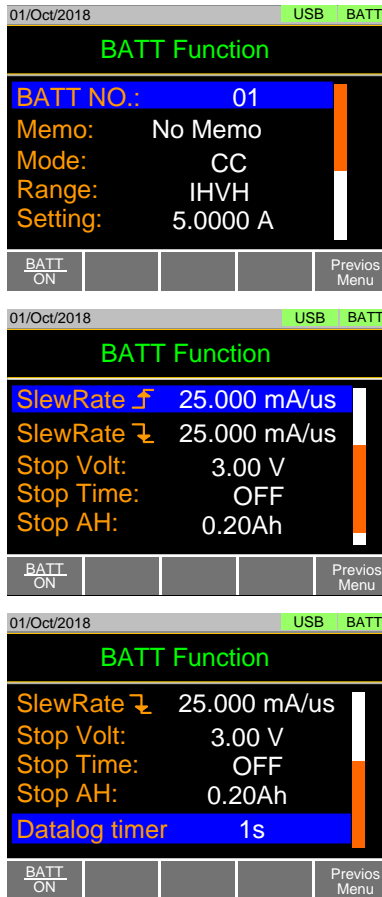 01/Oct/2018 USB BATT
BATT Function
BATT NO.: 01
Memo: No Memo
Mode: CC
Range: IHVH
Setting: 5.0000 A
BATT
ON
Previos
Menu
01/Oct/2018 USB BATT
BATT Function
SlewRate 25.000 mA/us
SlewRate 25.000 mA/us
Stop Volt: 3.00 V
Stop Time: OFF
Stop AH: 0.20Ah
BATT
ON
Previos
Menu
01/Oct/2018 USB BATT
BATT Function
SlewRate 25.000 mA/us
Stop Volt: 3.00 V
Stop Time: OFF
Stop AH: 0.20Ah
Datalog timer 1s
BATT
ON
Previos
Menu